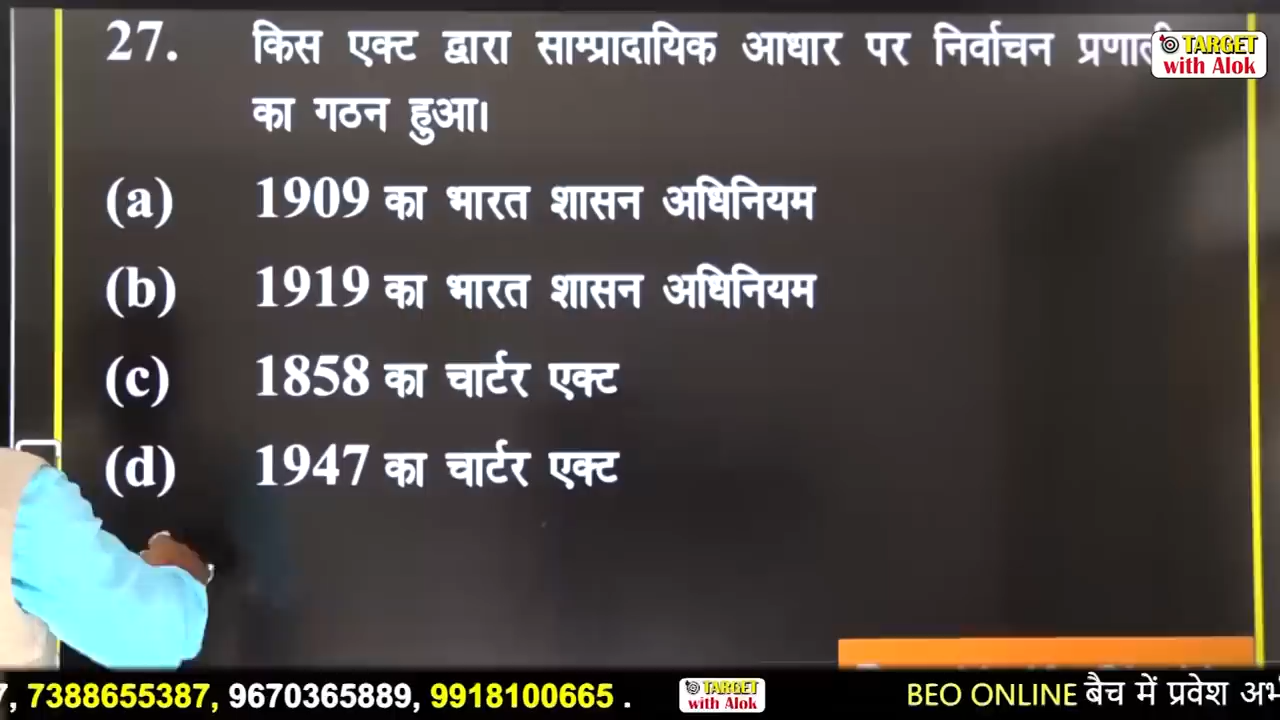 27. किस एक्ट द्वारा साम्प्रादायिक आधार पर निर्वाचन
का गठन हुआ।
(a) 1909 का भारत शासन अधिनियम
(b) 1919 का भारत शासन अधिनियम
(c) 1858 का चार्टर एक्ट
(d) 1947 का चार्टर एक्ट
TARGET
with Alok
7, 7388655387, 9670365889, 9918100665 .
TARGET
with Alok
BEO ONLINE बैच में प्रवेश